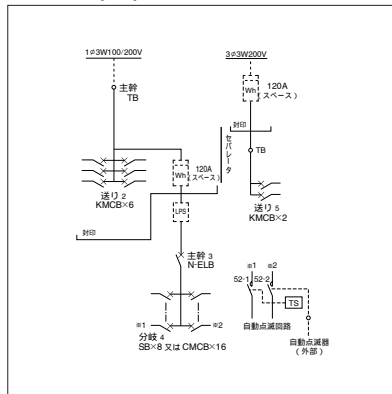 1φ3W100/200V
3φ3W200V
主幹
TB
Wh
120A
(スペース)
封印
セパレータ
TB
Wh
120A
(スペース)
送り 2
KMCB×6
送り 5
KMCB×2
LPS
封印
主幹 3
N-ELB
※1 ※2
52-1 52-2
TS
※1 ※2
自動点滅回路
自動点滅器
(外部)
分岐 4
SB×8 又は CMCB×16